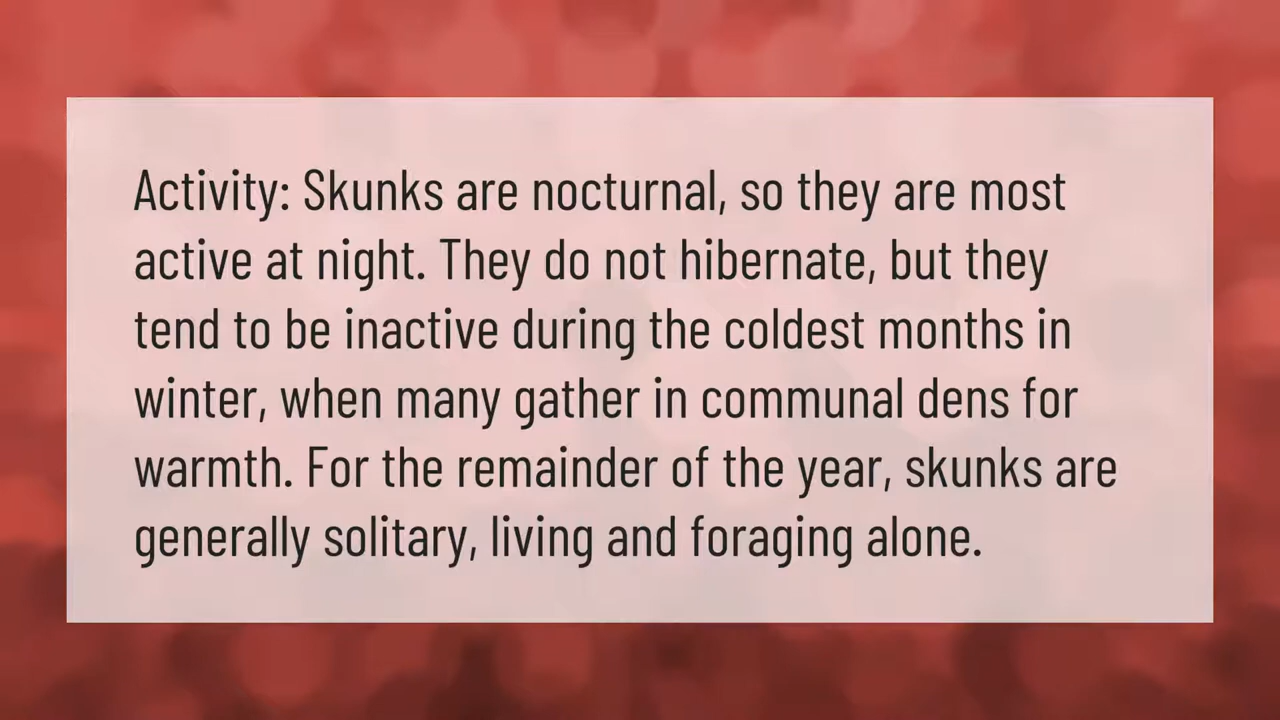 Activity: Skunks are nocturnal, so they are most
active at night. They do not hibernate, but they
tend to be inactive during the coldest months in
winter, when many gather in communal dens for
warmth. For the remainder of the year, skunks are
generally solitary, living and foraging alone.